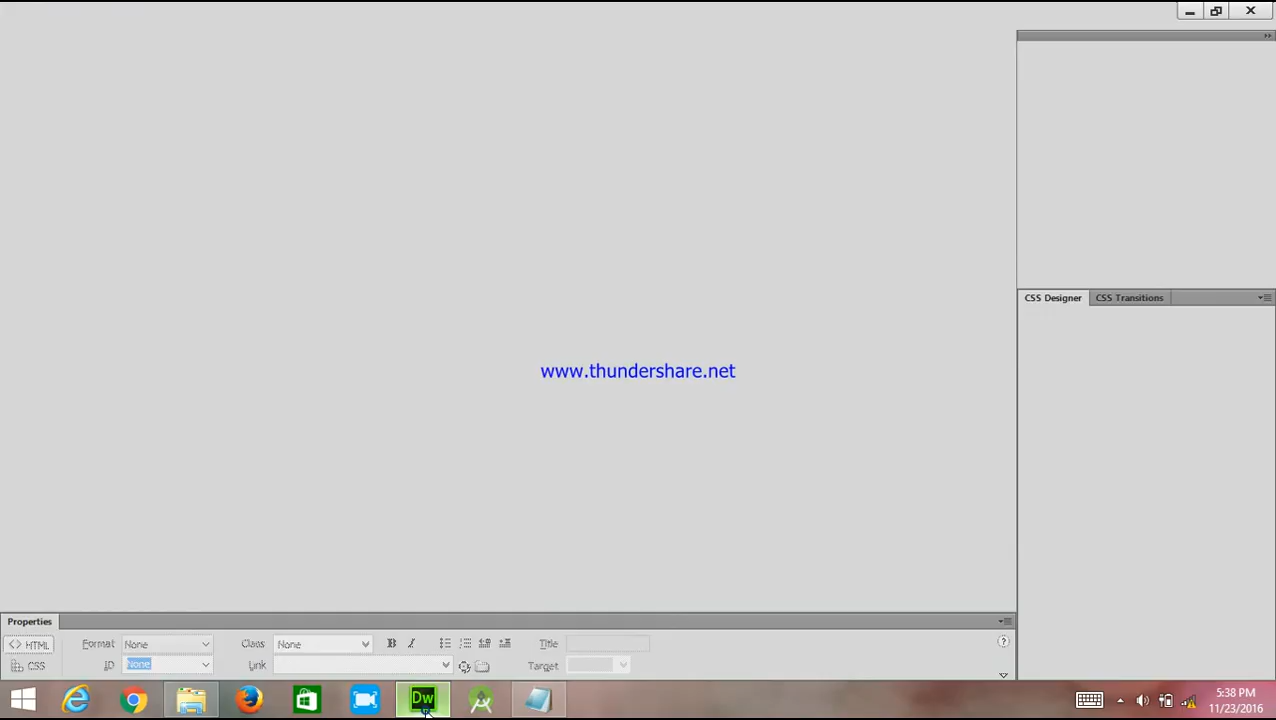 CSS Designer
CSS Transitions
www.thundershare.net
Properties
<> HTML
Format
None
Class
None
B
I
Title
CSS
ID
None
Link
Target
Dw
5:38 PM
11/23/2016